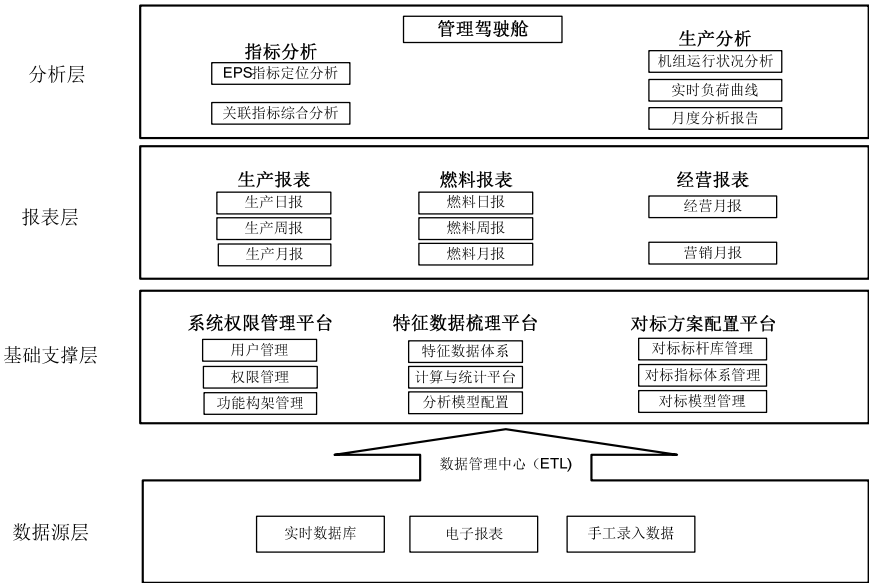 分析层
管理驾驶舱
指标分析
EPS指标定位分析
关联指标综合分析
生产分析
机组运行状况分析
实时负荷曲线
月度分析报告
报表层
生产报表
生产日报
生产周报
生产月报
燃料报表
燃料日报
燃料周报
燃料月报
经营报表
经营月报
营销月报
基础支撑层
系统权限管理平台
用户管理
权限管理
功能构架管理
特征数据梳理平台
特征数据体系
计算与统计平台
分析模型配置
对标方案配置平台
对标标杆库管理
对标指标体系管理
对标模型管理
数据管理中心（ETL)
数据源层
实时数据库
电子报表
手工录入数据